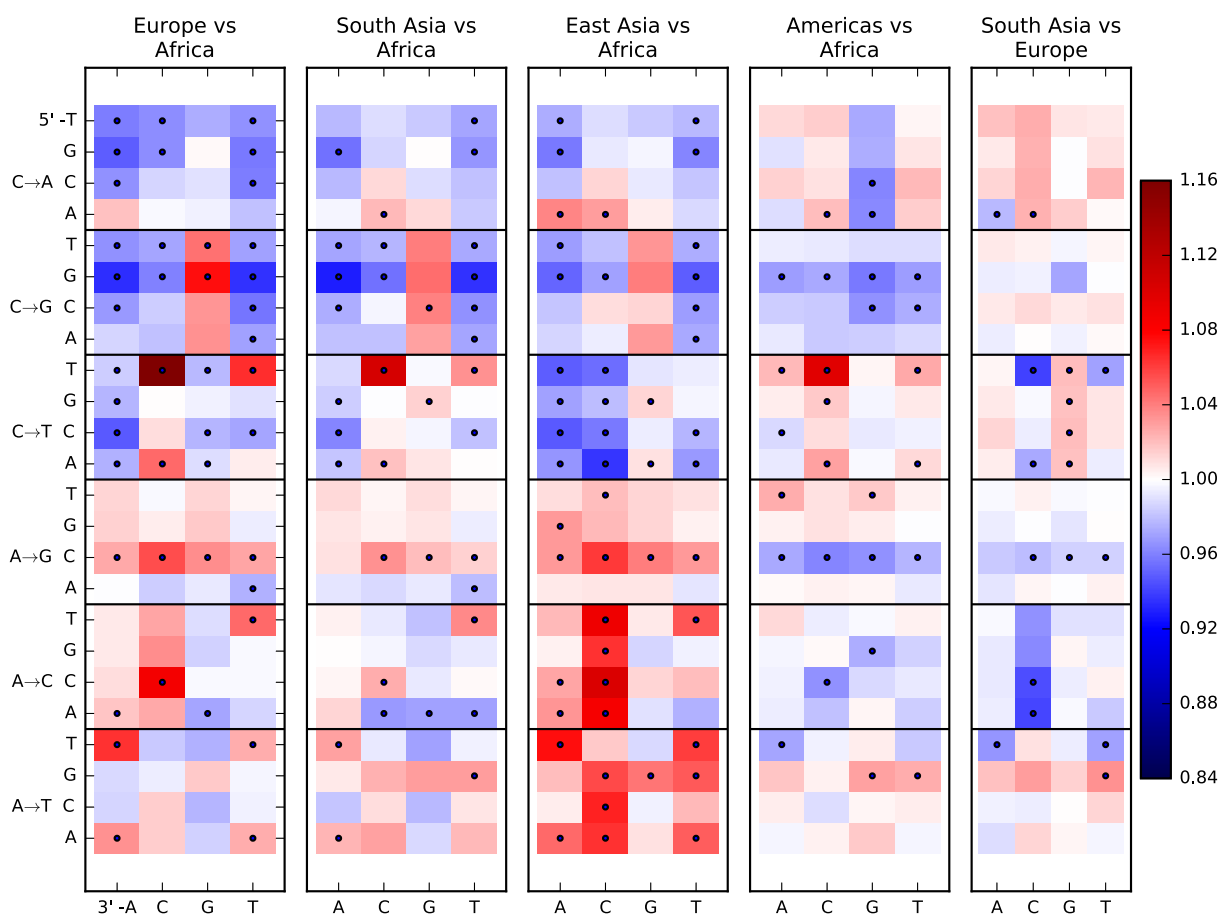 Europe vs
Africa
South Asia vs
Africa
East Asia vs
Africa
Americas vs
Africa
South Asia vs
Europe
5' -T
G
C→A C
A
T
G
C→G C
A
T
G
C→T C
A
T
G
A→G C
A
T
G
A→C C
A
T
G
A→T C
A
3' -A C G T
A C G T
A C G T
A C G T
A C G T
1.16
1.12
1.08
1.04
1.00
0.96
0.92
0.88
0.84